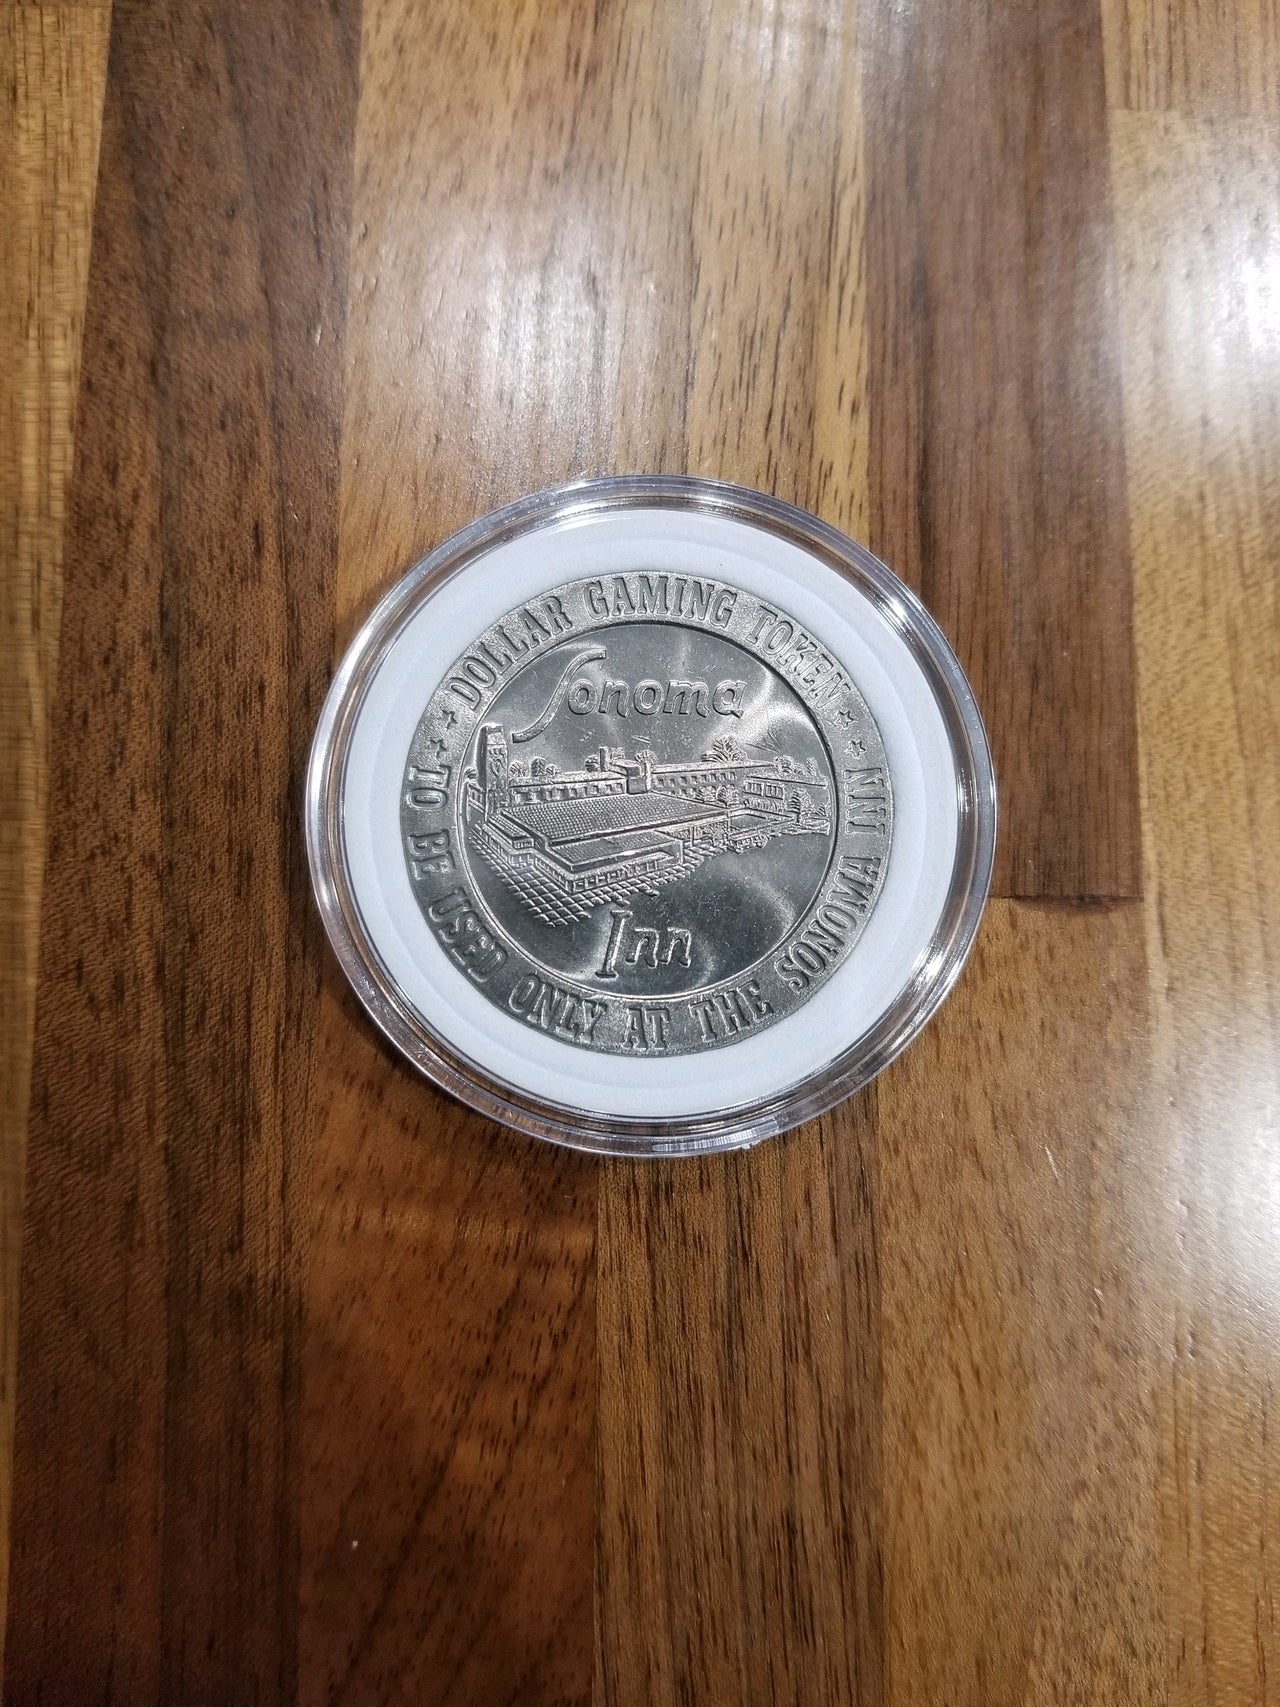 DOLLAR GAMING TOKEN
Sonoma
Inn
TO BE USED ONLY AT THE SONOMA INN